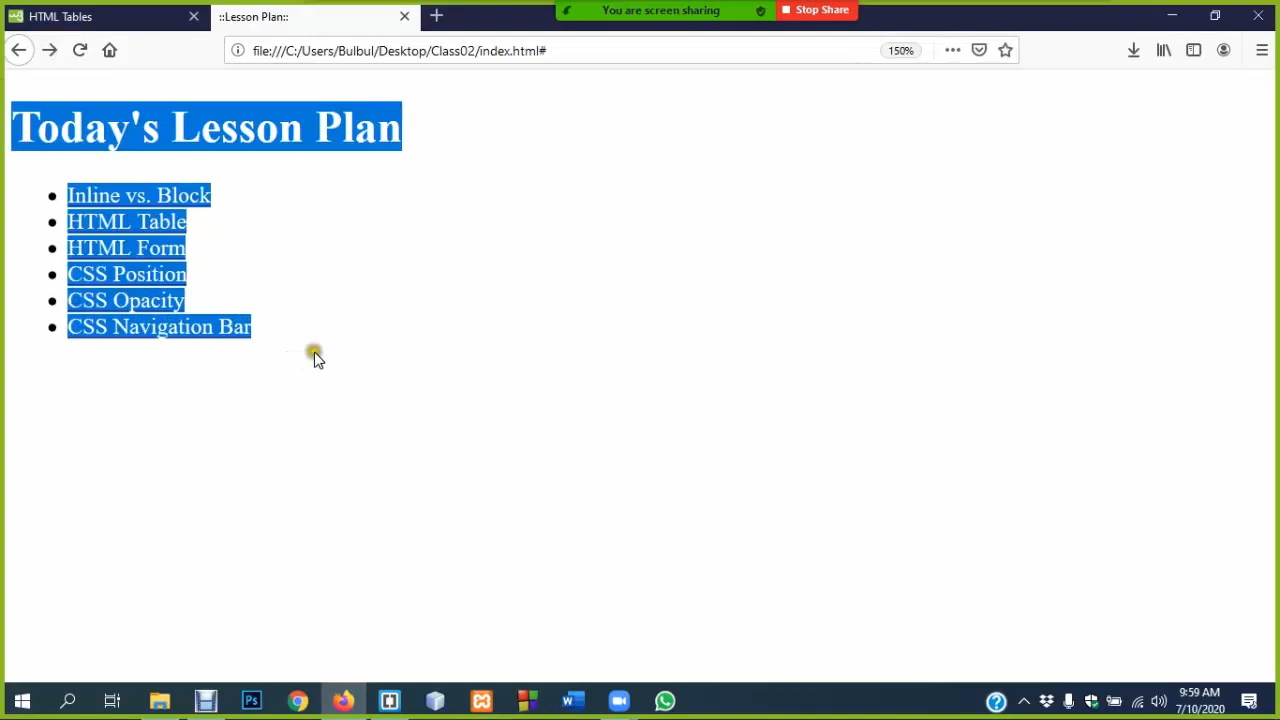 HTML Tables
::Lesson Plan::
You are screen sharing
Stop Share
file:///C:/Users/Bulbul/Desktop/Class02/index.html#
150%
Today's Lesson Plan
Inline vs. Block
HTML Table
HTML Form
CSS Position
CSS Opacity
CSS Navigation Bar
Ps
9:59 AM
7/10/2020